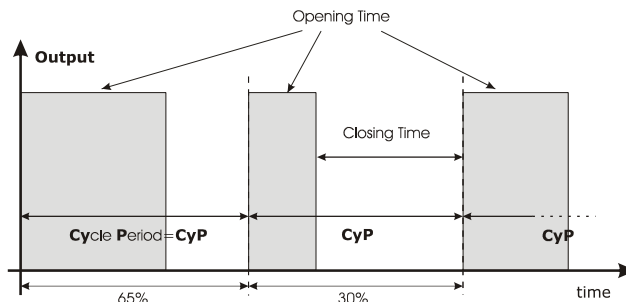 Opening Time
Output
Closing Time
Cycle Period=CyP
CyP
CyP
65%
30%
time